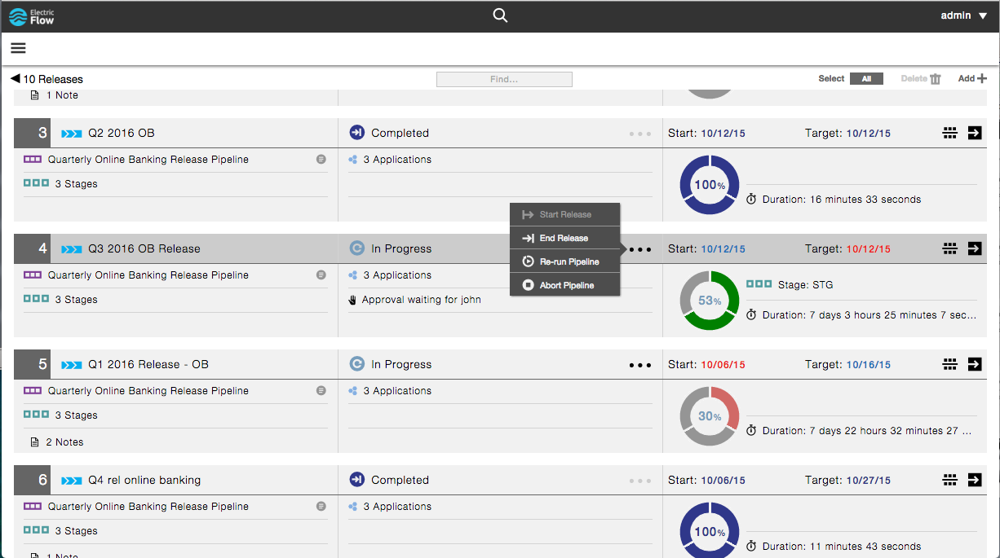 Electric
Flow
admin
10 Releases
Find...
Select All Delete Add
1 Note
3 Q2 2016 OB Completed Start: 10/12/15 Target: 10/12/15
Quarterly Online Banking Release Pipeline 3 Applications
3 Stages
100%
Duration: 16 minutes 33 seconds
Start Release
End Release
Re-run Pipeline
Abort Pipeline
4 Q3 2016 OB Release In Progress Start: 10/12/15 Target: 10/12/15
Quarterly Online Banking Release Pipeline 3 Applications
Stage: STG
3 Stages Approval waiting for john
53%
Duration: 7 days 3 hours 25 minutes 7 sec...
5 Q1 2016 Release - OB In Progress Start: 10/06/15 Target: 10/16/15
Quarterly Online Banking Release Pipeline 3 Applications
3 Stages
30%
Duration: 7 days 22 hours 32 minutes 27 ...
2 Notes
6 Q4 rel online banking Completed Start: 10/06/15 Target: 10/27/15
Quarterly Online Banking Release Pipeline 3 Applications
3 Stages
100%
Duration: 11 minutes 43 seconds
1 Note